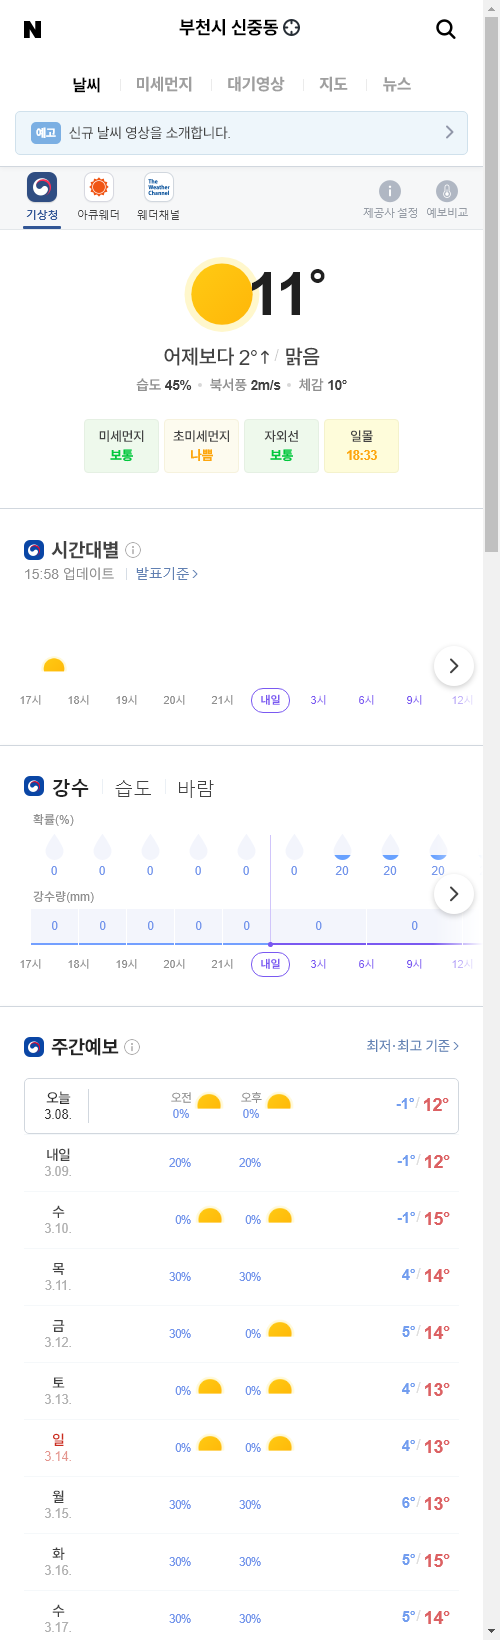 N 부천시 신중동
날씨 미세먼지 대기영상 지도 뉴스
예고 신규 날씨 영상을 소개합니다.
The Weather Channel
기상청 아큐웨더 웨더채널 제공사 설정 예보비교
11°
어제보다 2°↑ / 맑음
습도 45% 북서풍 2m/s 체감 10°
미세먼지 초미세먼지 자외선 일몰
보통 나쁨 보통 18:33
시간대별
15:58 업데이트 발표기준
17시 18시 19시 20시 21시 내일 3시 6시 9시 12시
강수 습도 바람
확률(%)
0 0 0 0 0 0 20 20 20
강수량(mm)
0 0 0 0 0 0 0
17시 18시 19시 20시 21시 내일 3시 6시 9시 12시
주간예보 최저·최고 기준
오늘 오전 오후
3.08. 0% 0% -1° / 12°
내일
3.09. 20% 20% -1° / 12°
수
3.10. 0% 0% -1° / 15°
목
3.11. 30% 30% 4° / 14°
금
3.12. 30% 0% 5° / 14°
토
3.13. 0% 0% 4° / 13°
일
3.14. 0% 0% 4° / 13°
월
3.15. 30% 30% 6° / 13°
화
3.16. 30% 30% 5° / 15°
수
3.17. 30% 30% 5° / 14°